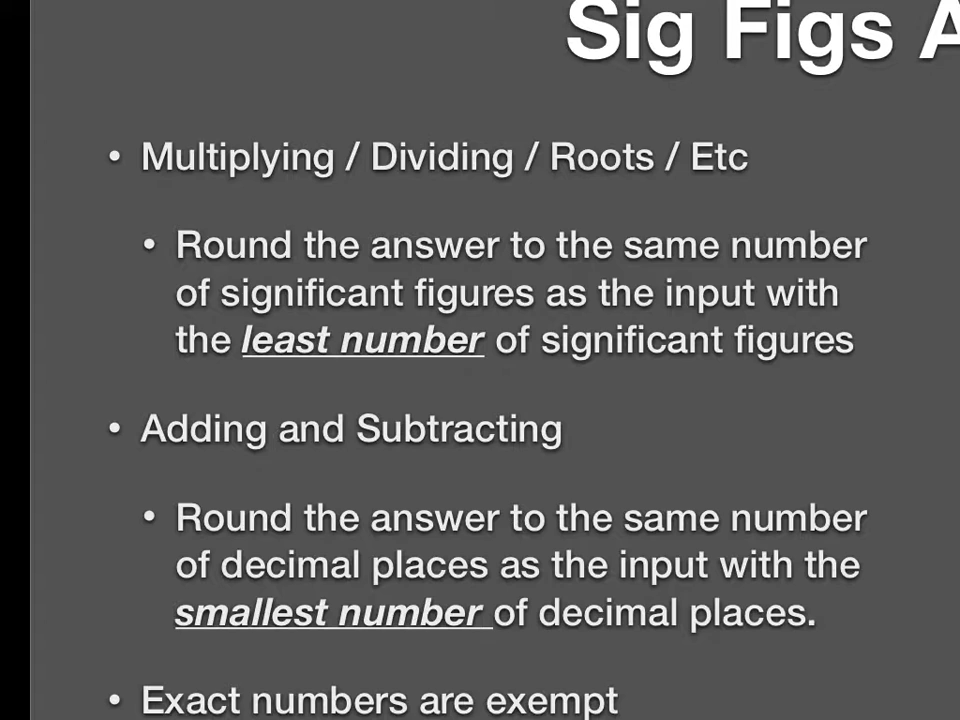 Sig Figs A
• Multiplying / Dividing / Roots / Etc
• Round the answer to the same number
of significant figures as the input with
the least number of significant figures
• Adding and Subtracting
• Round the answer to the same number
of decimal places as the input with the
smallest number of decimal places.
• Exact numbers are exempt